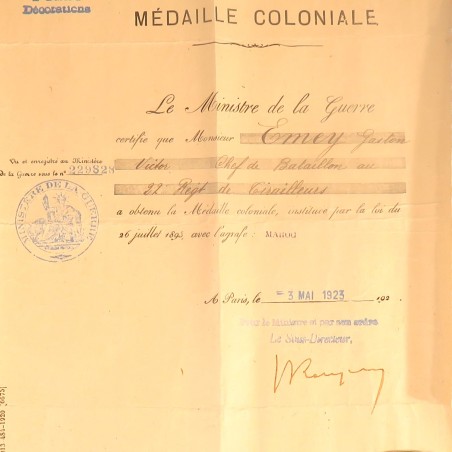 Décorations
MÉDAILLE COLONIALE
Le Ministre de la Guerre
certifie que Monsieur EMEY Gaston
Victor Chef de Bataillon au
22e Régt de Tirailleurs
a obtenu la Médaille coloniale, instituée par la loi du
26 juillet 1893 avec l'agrafe : MAROC
Vu et enregistré au Ministère
de la Guerre sous le n° 229828
MINISTÈRE DE LA GUERRE
A Paris, le 3 MAI 1923 192
Pour le Ministre et par son ordre
Le Sous-Directeur,